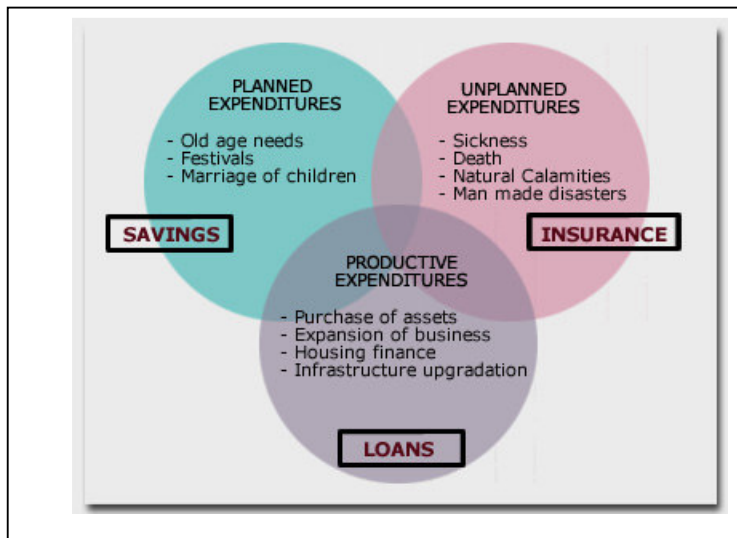 PLANNED
EXPENDITURES
- Old age needs
- Festivals
- Marriage of children
SAVINGS
UNPLANNED
EXPENDITURES
- Sickness
- Death
- Natural Calamities
- Man made disasters
INSURANCE
PRODUCTIVE
EXPENDITURES
- Purchase of assets
- Expansion of business
- Housing finance
- Infrastructure upgradation
LOANS